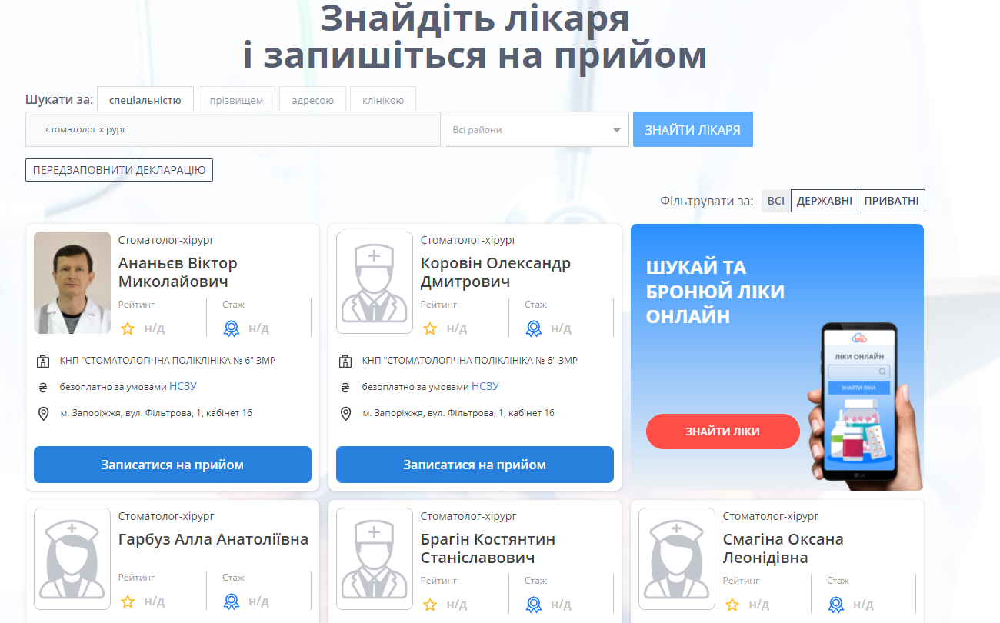 Знайдіть лікаря
і запишіться на прийом
Шукати за:
спеціальністю
прізвищем
адресою
клінікою
стоматолог хірург
Всі райони
ЗНАЙТИ ЛІКАРЯ
ПЕРЕДЗАПОВНИТИ ДЕКЛАРАЦІЮ
Фільтрувати за:
ВСІ
ДЕРЖАВНІ
ПРИВАТНІ
Стоматолог-хірург
Ананьєв Віктор
Миколайович
Рейтинг
Стаж
н/д
н/д
КНП "СТОМАТОЛОГІЧНА ПОЛІКЛІНІКА № 6" ЗМР
безоплатно за умовами НСЗУ
м. Запоріжжя, вул. Фільтрова, 1, кабінет 16
Записатися на прийом
Стоматолог-хірург
Коровін Олександр
Дмитрович
Рейтинг
Стаж
н/д
н/д
КНП "СТОМАТОЛОГІЧНА ПОЛІКЛІНІКА № 6" ЗМР
безоплатно за умовами НСЗУ
м. Запоріжжя, вул. Фільтрова, 1, кабінет 16
Записатися на прийом
ШУКАЙ ТА
БРОНЮЙ ЛІКИ
ОНЛАЙН
ЗНАЙТИ ЛІКИ
ЛІКИ ОНЛАЙН
ЗНАЙТИ ЛІКИ
LG
Стоматолог-хірург
Гарбуз Алла Анатоліївна
Рейтинг
Стаж
н/д
н/д
Стоматолог-хірург
Брагін Костянтин
Станіславович
Рейтинг
Стаж
н/д
н/д
Стоматолог-хірург
Смагіна Оксана
Леонідівна
Рейтинг
Стаж
н/д
н/д